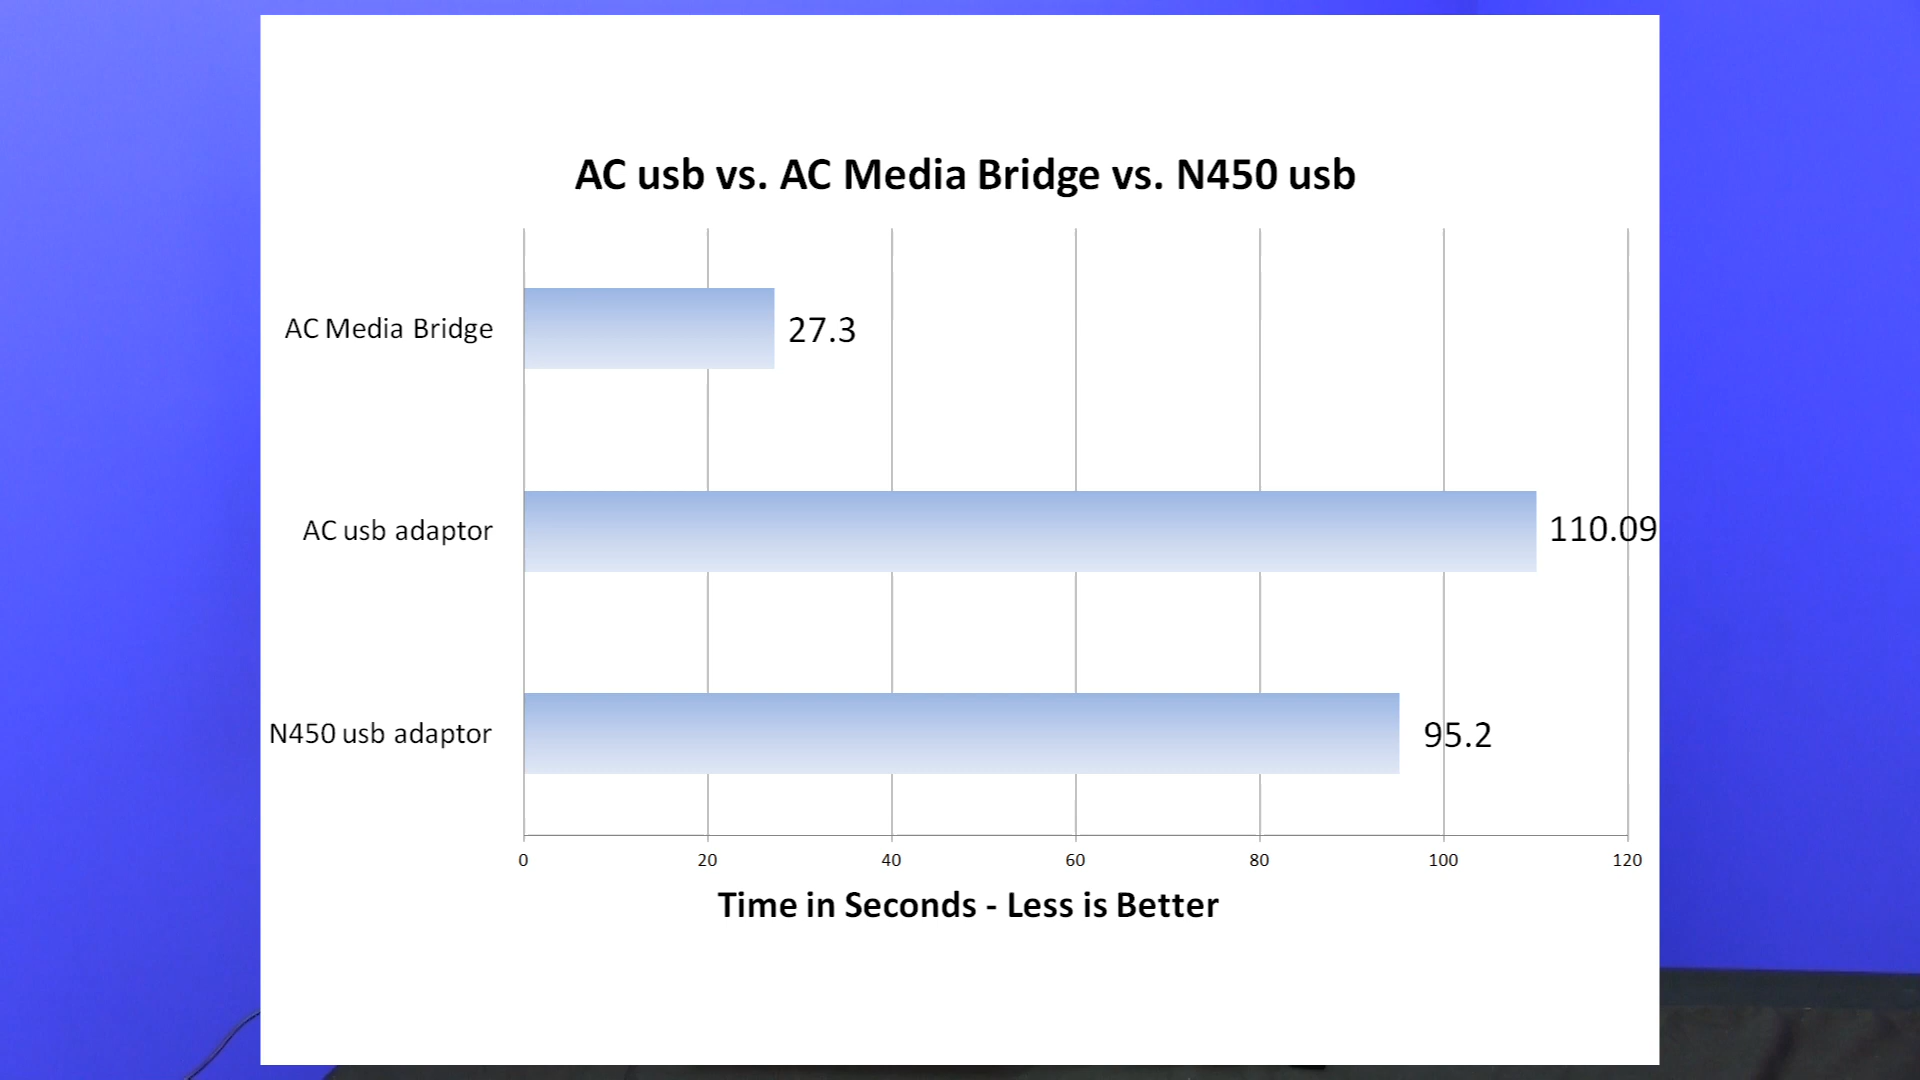 AC usb vs. AC Media Bridge vs. N450 usb
AC Media Bridge
27.3
AC usb adaptor
110.09
N450 usb adaptor
95.2
0 20 40 60 80 100 120
Time in Seconds - Less is Better